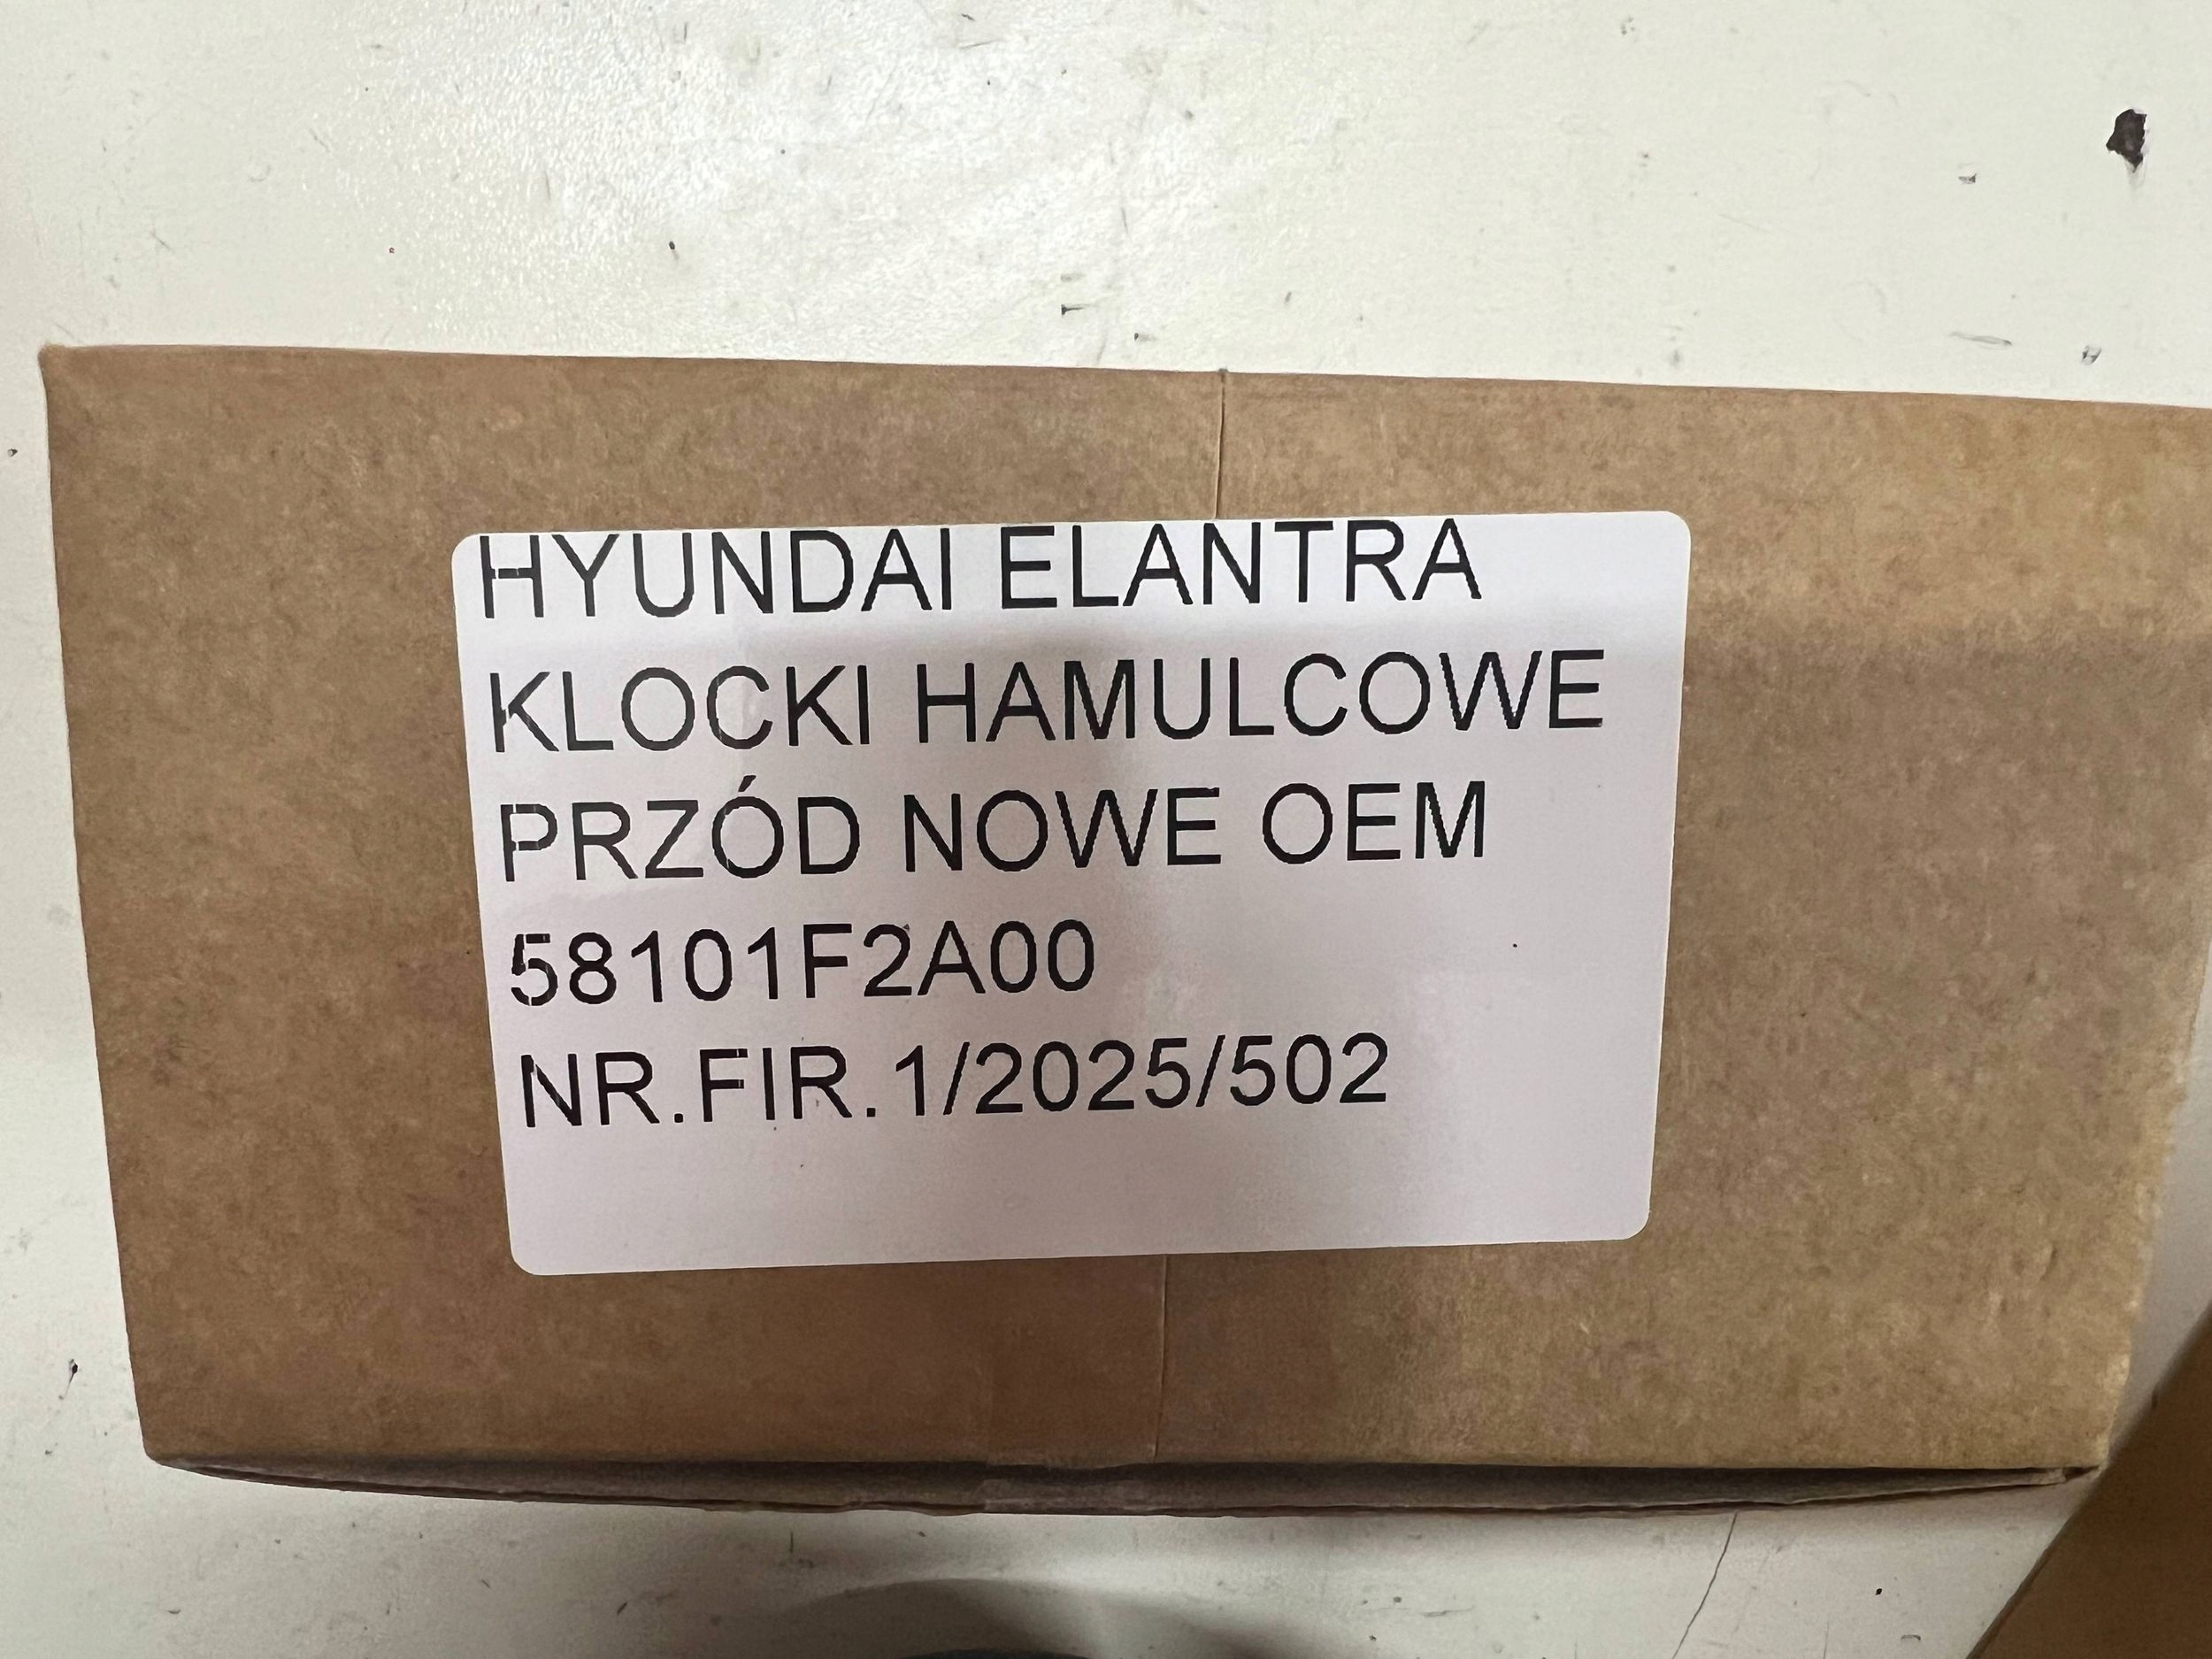 HYUNDAI ELANTRA
KLOCKI HAMULCOWE
PRZÓD NOWE OEM
58101F2A00
NR.FIR.1/2025/502